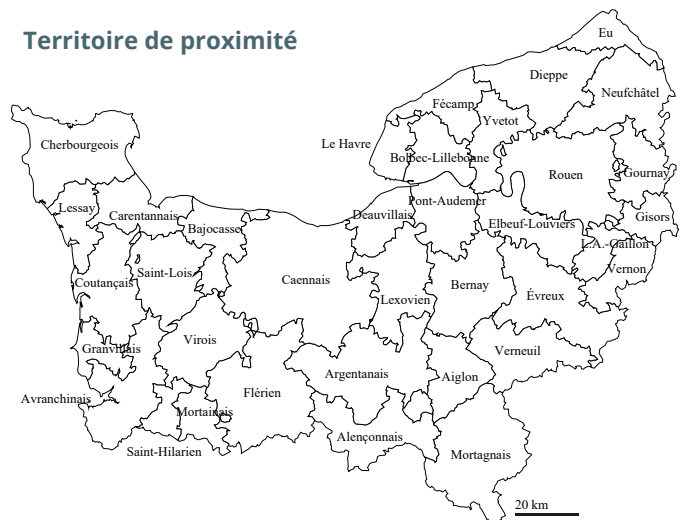 Territoire de proximité
Eu
Dieppe
Neufchâtel
Fécamp
Yvetot
Le Havre
Cherbourgeois
Bolbec-Lillebonne
Rouen
Gournay
Lessay
Carentannais
Deauvillais
Pont-Audemer
Gisors
Bajocasse
Elbeuf-Louviers
L.A.-Gaillon
Saint-Lois
Vernon
Coutançais
Caennais
Bernay
Évreux
Lexovien
Virois
Granvillais
Verneuil
Argentanais
Aiglon
Flérien
Avranchinais
Mortainais
Alençonnais
Saint-Hilarien
Mortagnais
20 km